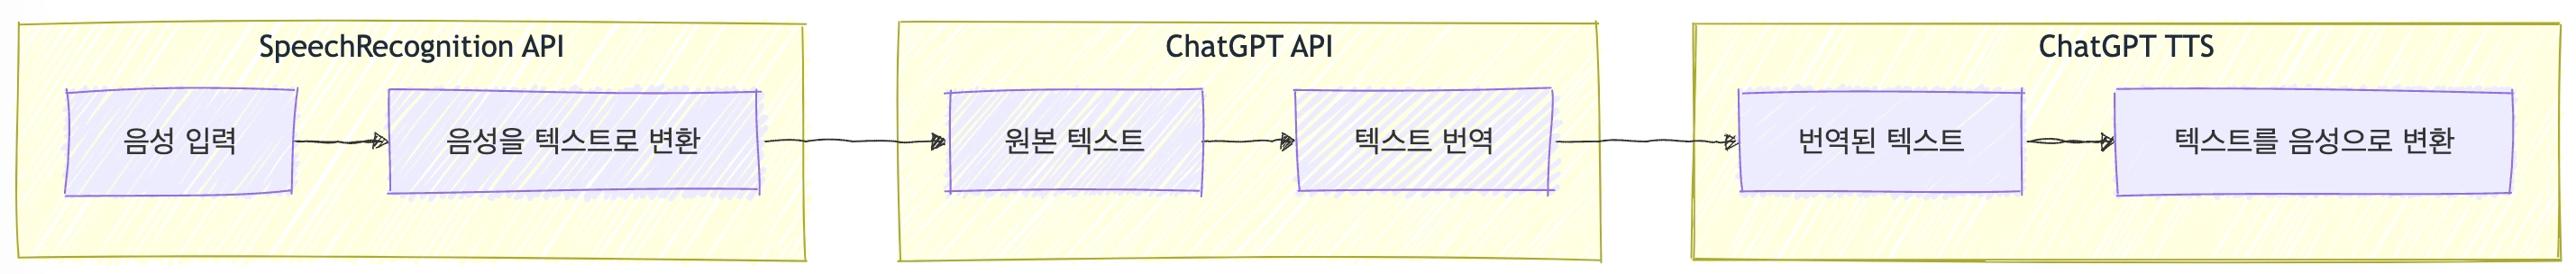 SpeechRecognition API
음성 입력
음성을 텍스트로 변환
ChatGPT API
원본 텍스트
텍스트 번역
ChatGPT TTS
번역된 텍스트
텍스트를 음성으로 변환